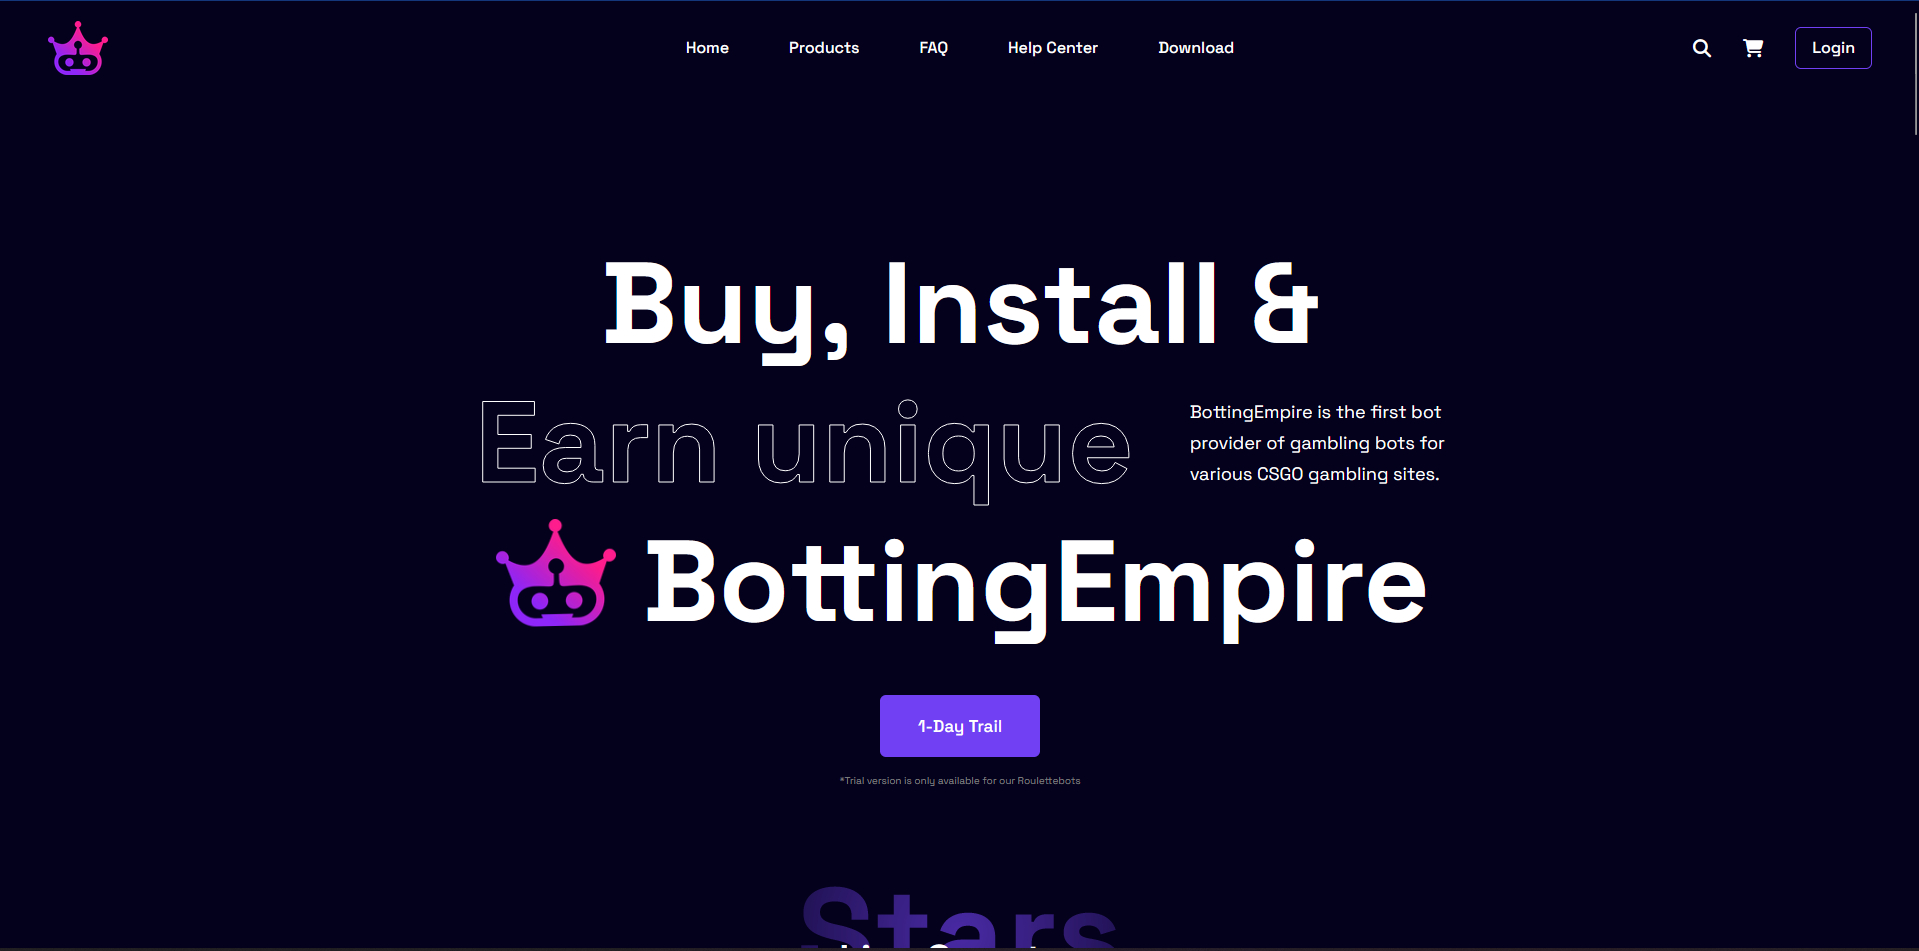 Home Products FAQ Help Center Download Login
Buy, Install &
Earn unique
BottingEmpire is the first bot
provider of gambling bots for
various CSGO gambling sites.
BottingEmpire
1-Day Trail
*Trial version is only available for our Roulettebots
Stars